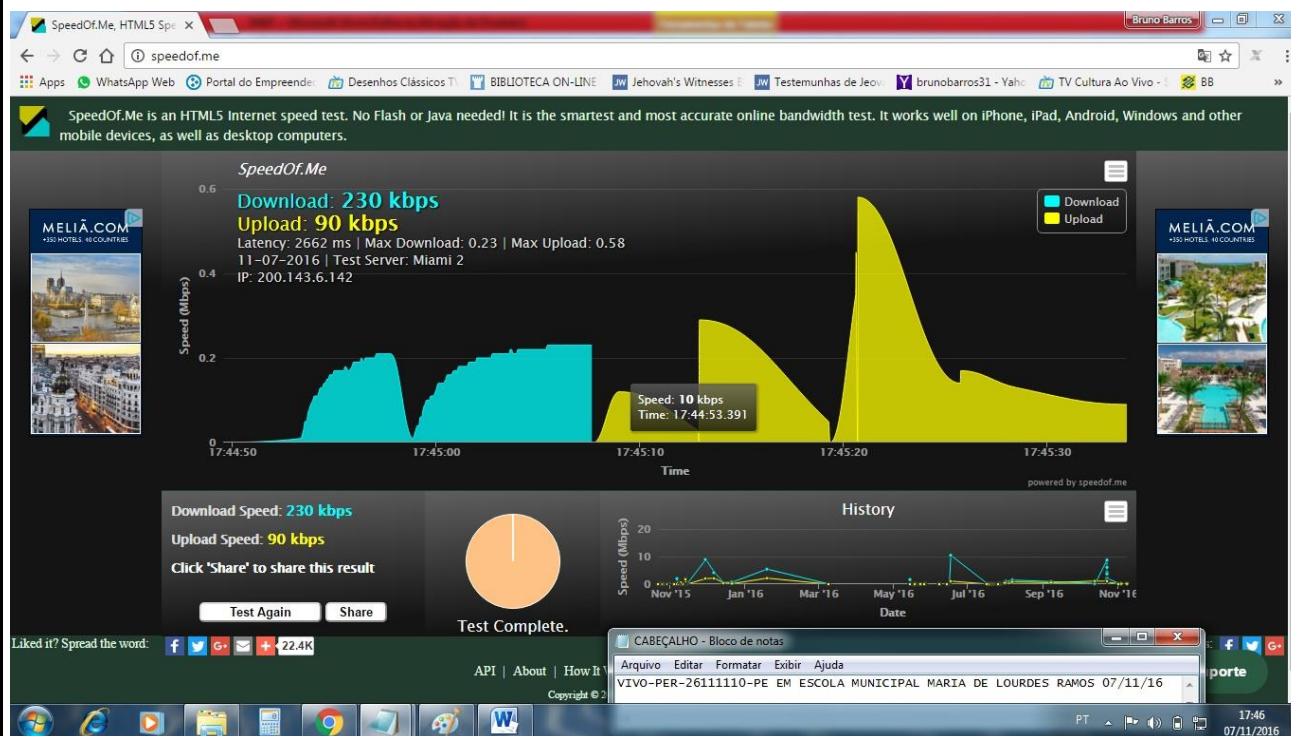 SpeedOf.Me, HTML5 Spe
Bruno Barros
speedof.me
Apps WhatsApp Web Portal do Empreende Desenhos Clássicos T BIBLIOTECA ON-LINE Jehovah's Witnesses Testemunhas de Jeov brunobarros31 - Yaho TV Cultura Ao Vivo - BB »
SpeedOf.Me is an HTML5 Internet speed test. No Flash or Java needed! It is the smartest and most accurate online bandwidth test. It works well on iPhone, iPad, Android, Windows and other
mobile devices, as well as desktop computers.
SpeedOf.Me
Download: 230 kbps
Upload: 90 kbps
Latency: 2662 ms | Max Download: 0.23 | Max Upload: 0.58
11-07-2016 | Test Server: Miami 2
IP: 200.143.6.142
Download
Upload
MELIÃ.COM
+350 HOTELS. 40 COUNTRIES
MELIÃ.COM
+350 HOTELS. 40 COUNTRIES
Speed (Mbps)
0.6
0.4
0.2
0
Speed: 10 kbps
Time: 17:44:53.391
17:44:50 17:45:00 17:45:10 17:45:20 17:45:30
Time
powered by speedof.me
Download Speed: 230 kbps
Upload Speed: 90 kbps
Click 'Share' to share this result
Test Again Share
Test Complete.
History
Speed (Mbps)
20
10
0
Nov '15 Jan '16 Mar '16 May '16 Jul '16 Sep '16 Nov '16
Date
Liked it? Spread the word: f G+ 22.4K
f G+
API | About | How It
Copyright © 2
porte
CABEÇALHO - Bloco de notas
Arquivo Editar Formatar Exibir Ajuda
VIVO-PER-26111110-PE EM ESCOLA MUNICIPAL MARIA DE LOURDES RAMOS 07/11/16
PT 17:46
07/11/2016